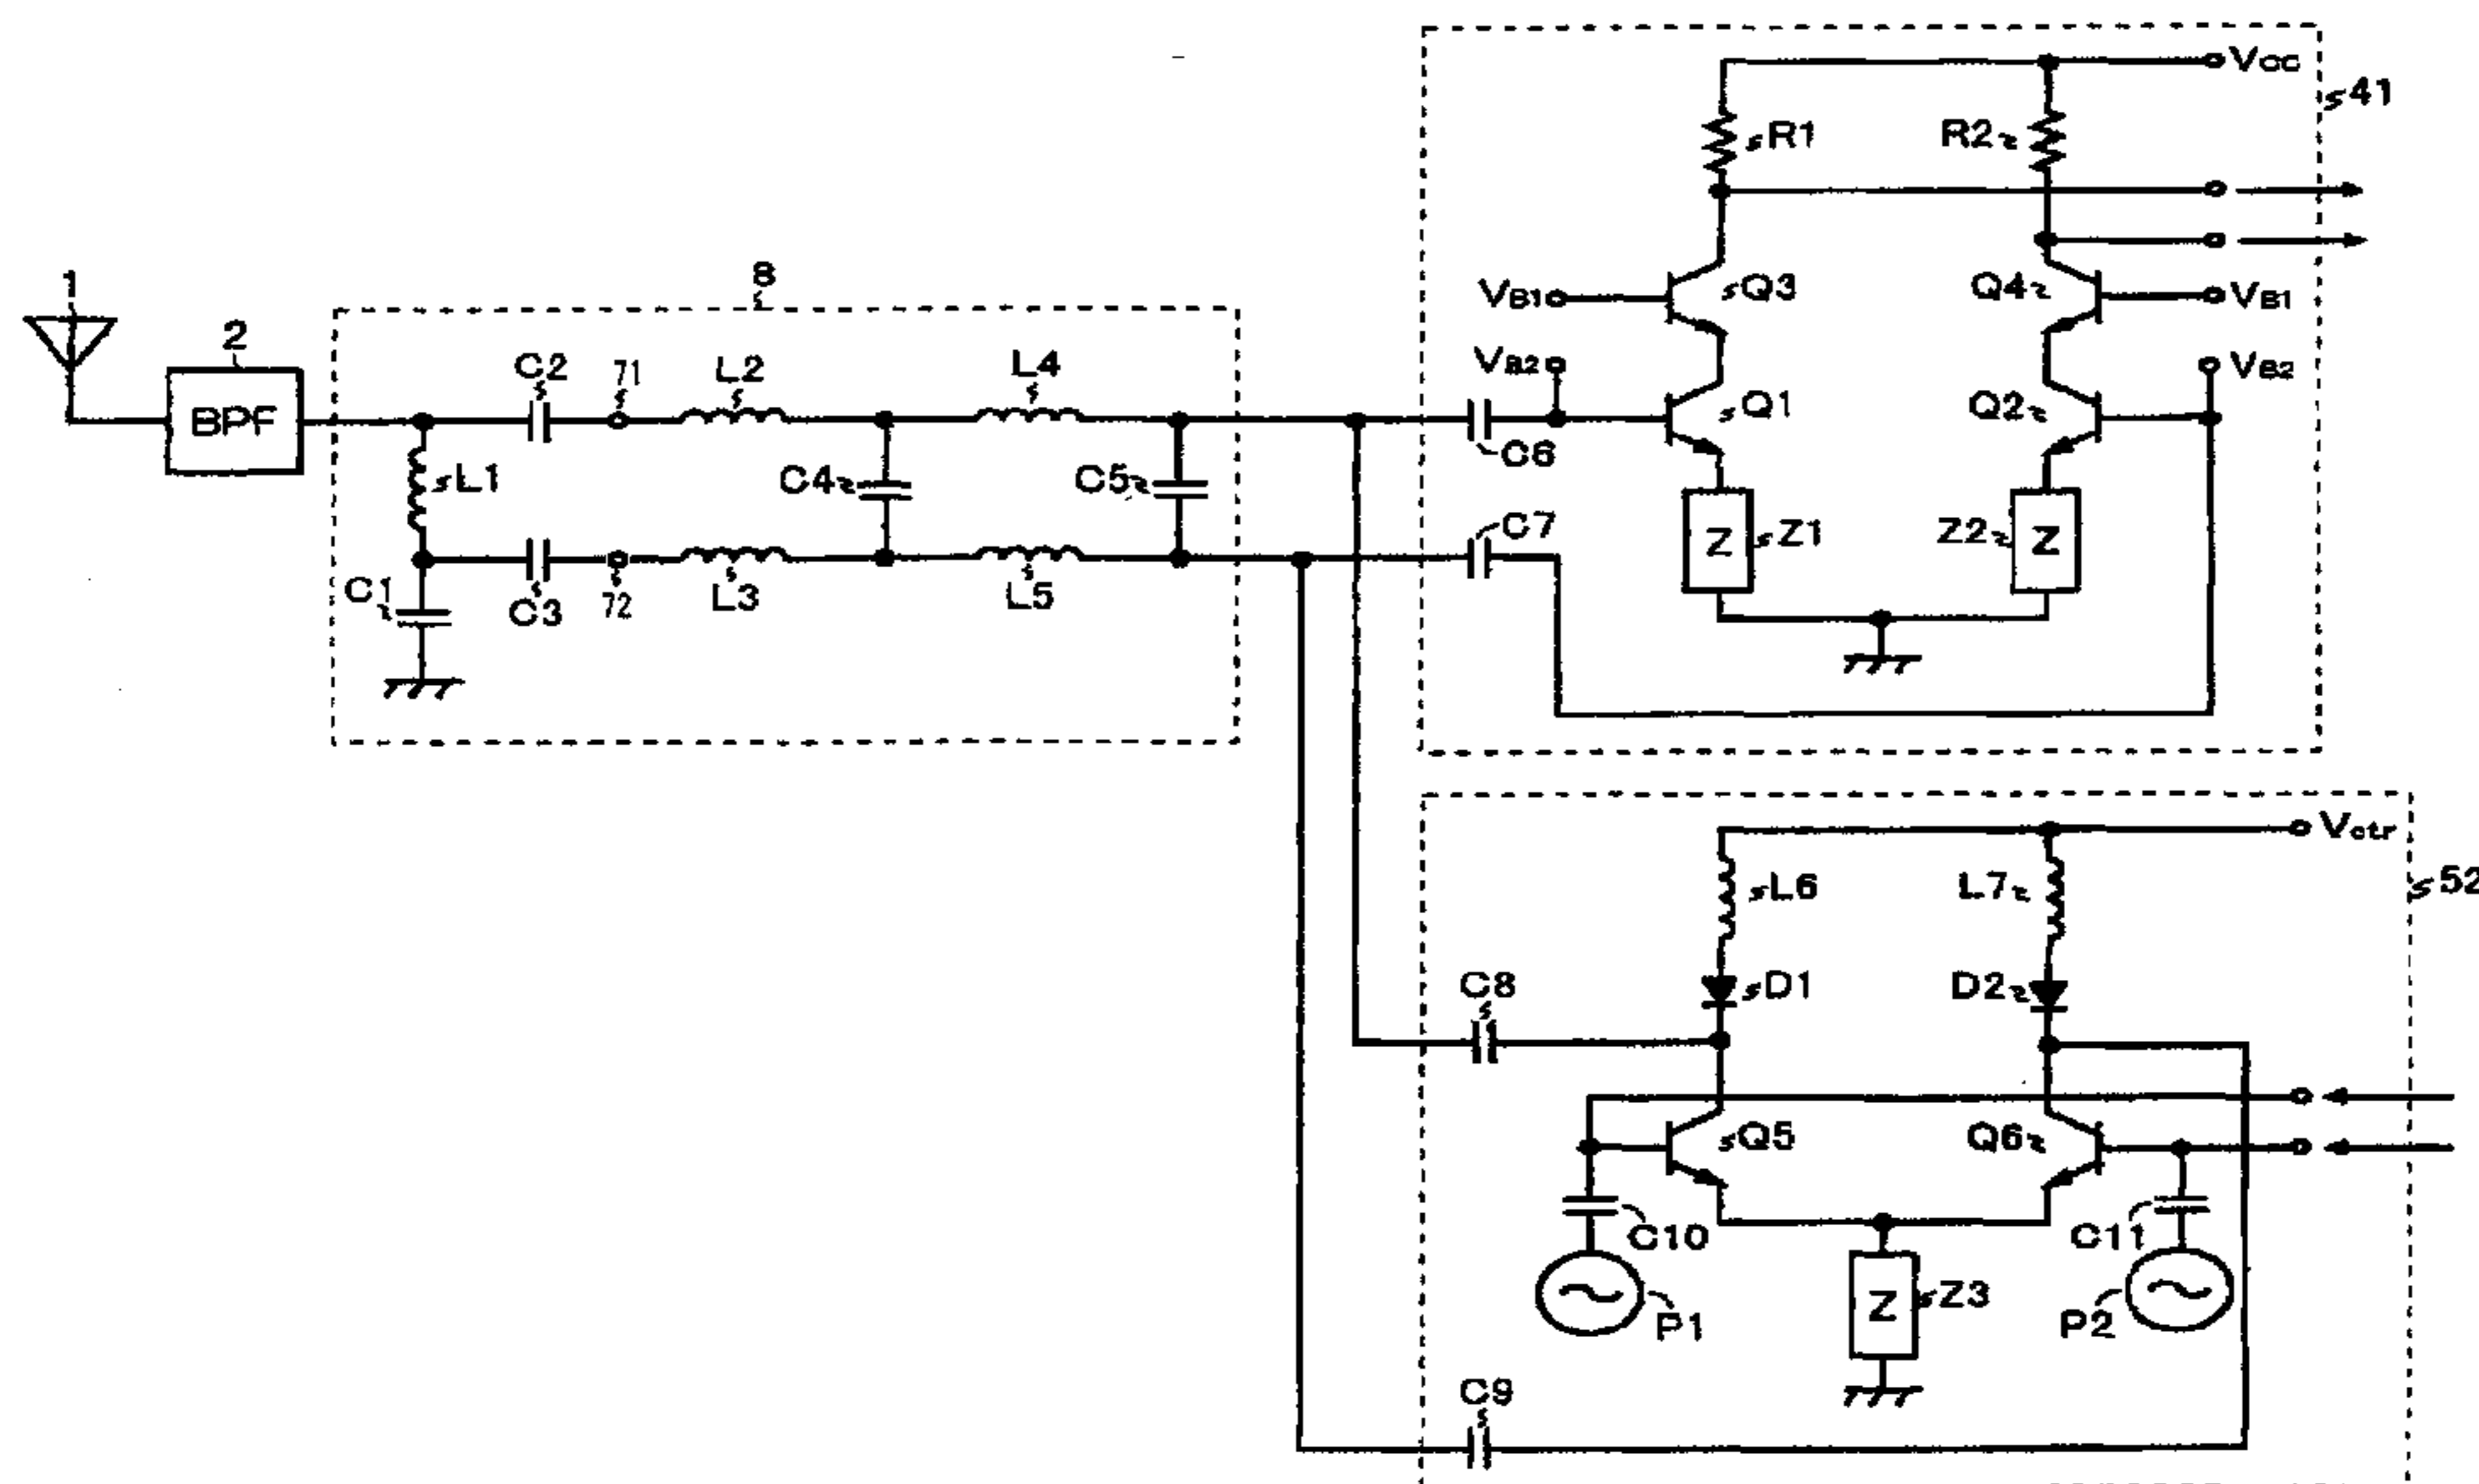 1
2
BPF
8
C2
71
L2
L4
L1
C4
C5
C1
C3
72
L3
L5
41
VCC
R1
R2
VB1
Q3
Q4
VB1
VB2
Q1
Q2
VB2
C6
C7
Z
Z1
Z2
Z
52
Vctr
L6
L7
C8
D1
D2
Q5
Q6
C10
C11
P1
Z
Z3
P2
C9